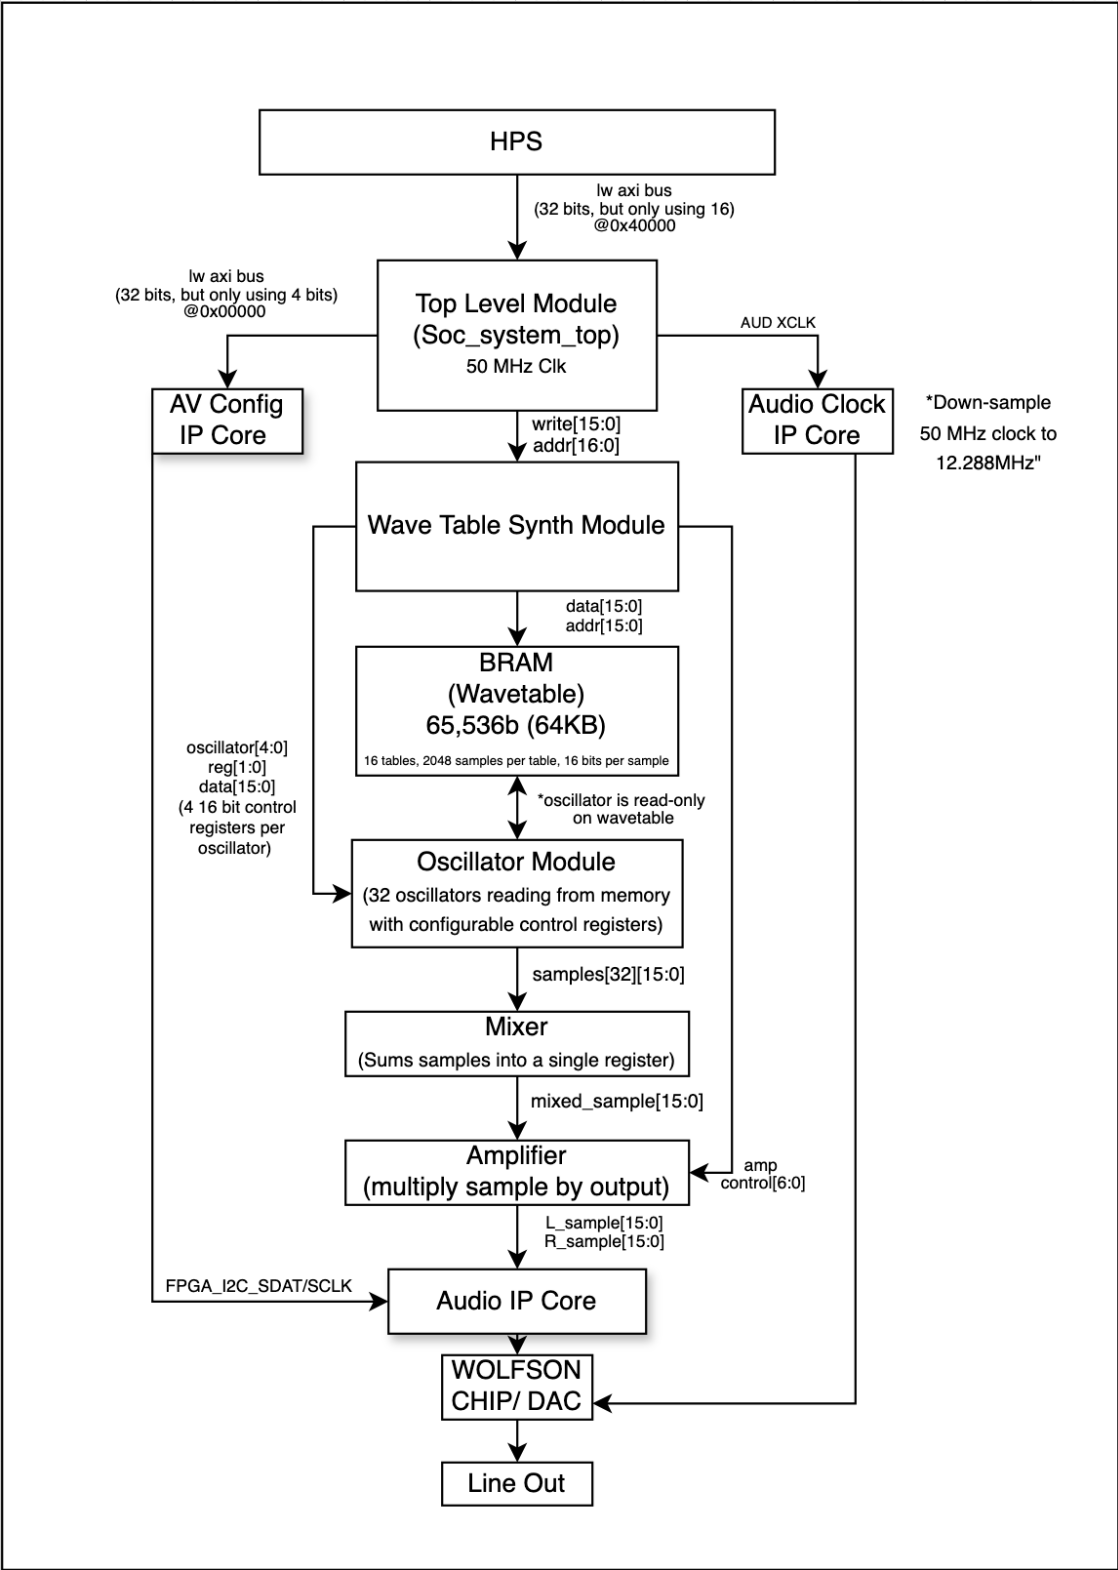 HPS
lw axi bus
(32 bits, but only using 16)
@0x40000
lw axi bus
(32 bits, but only using 4 bits)
@0x00000
Top Level Module
(Soc_system_top)
50 MHz Clk
AUD XCLK
AV Config
IP Core
Audio Clock
IP Core
*Down-sample
50 MHz clock to
12.288MHz"
write[15:0]
addr[16:0]
Wave Table Synth Module
data[15:0]
addr[15:0]
BRAM
(Wavetable)
65,536b (64KB)
16 tables, 2048 samples per table, 16 bits per sample
oscillator[4:0]
reg[1:0]
data[15:0]
(4 16 bit control
registers per
oscillator)
*oscillator is read-only
on wavetable
Oscillator Module
(32 oscillators reading from memory
with configurable control registers)
samples[32][15:0]
Mixer
(Sums samples into a single register)
mixed_sample[15:0]
Amplifier
(multiply sample by output)
amp
control[6:0]
L_sample[15:0]
R_sample[15:0]
FPGA_I2C_SDAT/SCLK
Audio IP Core
WOLFSON
CHIP/ DAC
Line Out